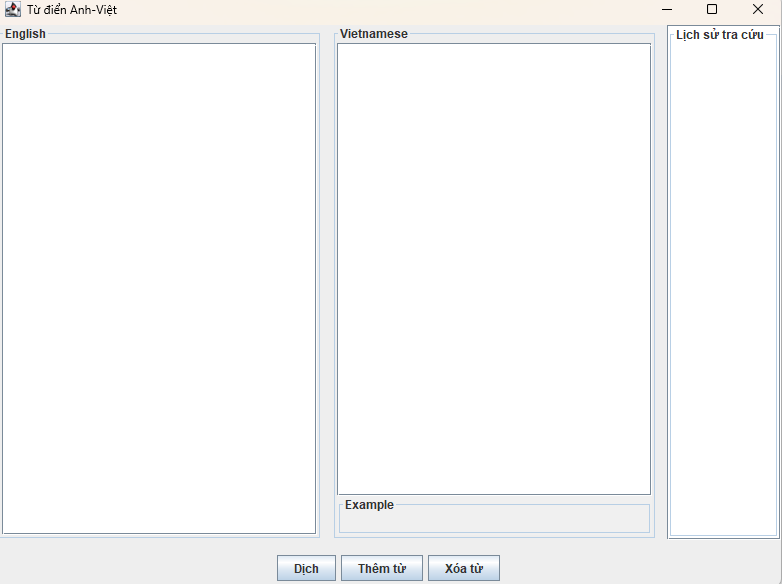 Từ điển Anh-Việt
English
Vietnamese
Lịch sử tra cứu
Example
Dịch
Thêm từ
Xóa từ